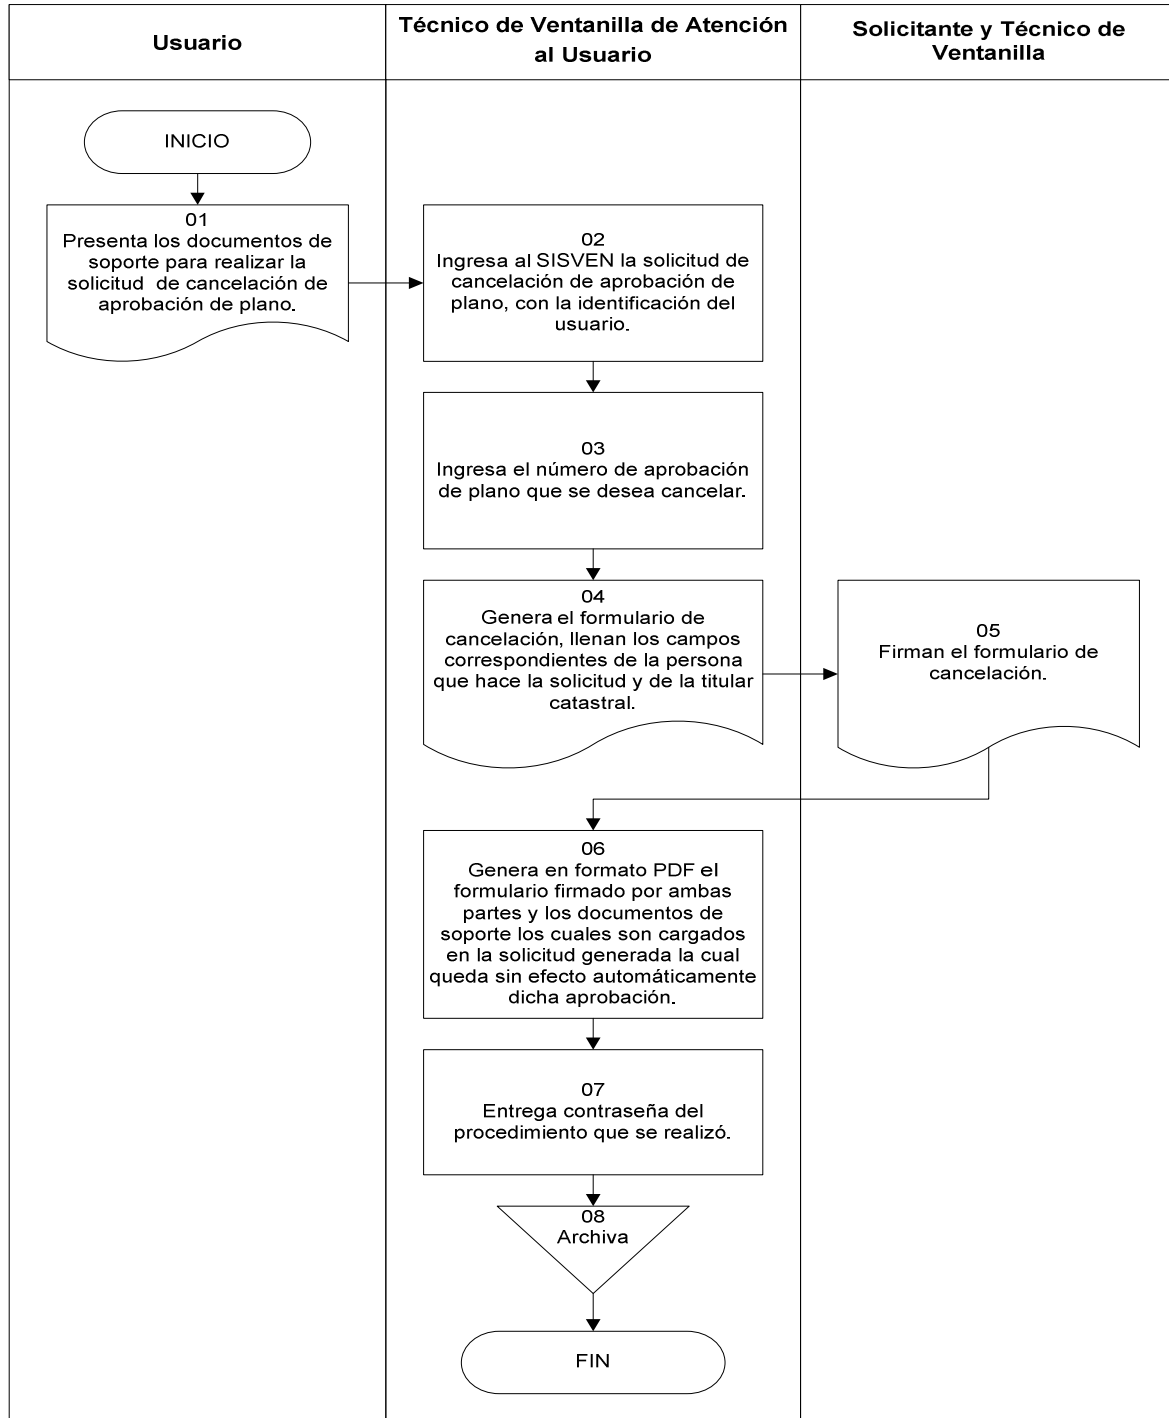 Usuario
Técnico de Ventanilla de Atención
al Usuario
Solicitante y Técnico de
Ventanilla
INICIO
01
Presenta los documentos de
soporte para realizar la
solicitud de cancelación de
aprobación de plano.
02
Ingresa al SISVEN la solicitud de
cancelación de aprobación de
plano, con la identificación del
usuario.
03
Ingresa el número de aprobación
de plano que se desea cancelar.
04
Genera el formulario de
cancelación, llenan los campos
correspondientes de la persona
que hace la solicitud y de la titular
catastral.
05
Firman el formulario de
cancelación.
06
Genera en formato PDF el
formulario firmado por ambas
partes y los documentos de
soporte los cuales son cargados
en la solicitud generada la cual
queda sin efecto automáticamente
dicha aprobación.
07
Entrega contraseña del
procedimiento que se realizó.
08
Archiva
FIN